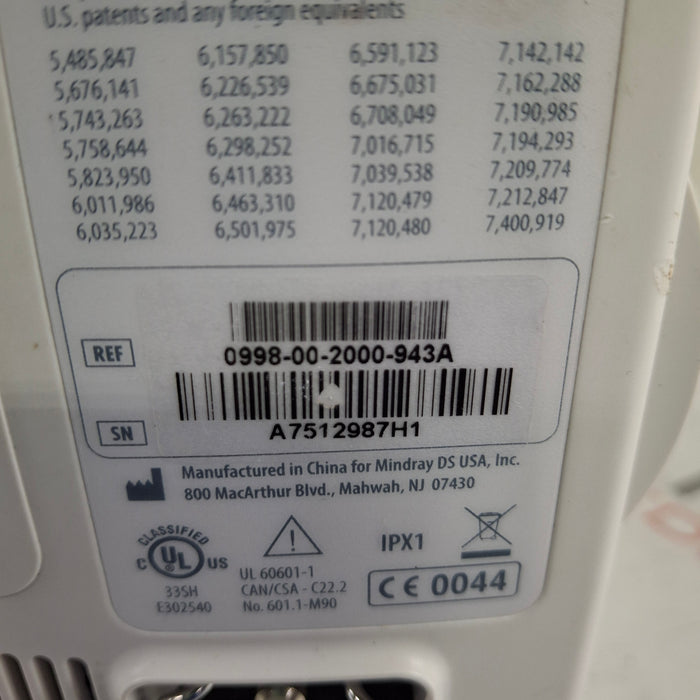 U.S. patents and any foreign equivalents
5,485,847 6,157,850 6,591,123 7,142,142
5,676,141 6,226,539 6,675,031 7,162,288
5,743,263 6,263,222 6,708,049 7,190,985
5,758,644 6,298,252 7,016,715 7,194,293
5,823,950 6,411,833 7,039,538 7,209,774
6,011,986 6,463,310 7,120,479 7,212,847
6,035,223 6,501,975 7,120,480 7,400,919
REF 0998-00-2000-943A
SN A7512987H1
Manufactured in China for Mindray DS USA, Inc.
800 MacArthur Blvd., Mahwah, NJ 07430
CLASSIFIED
C UL US
®
33SH
E302540
UL 60601-1
CAN/CSA - C22.2
No. 601.1-M90
IPX1
CE 0044